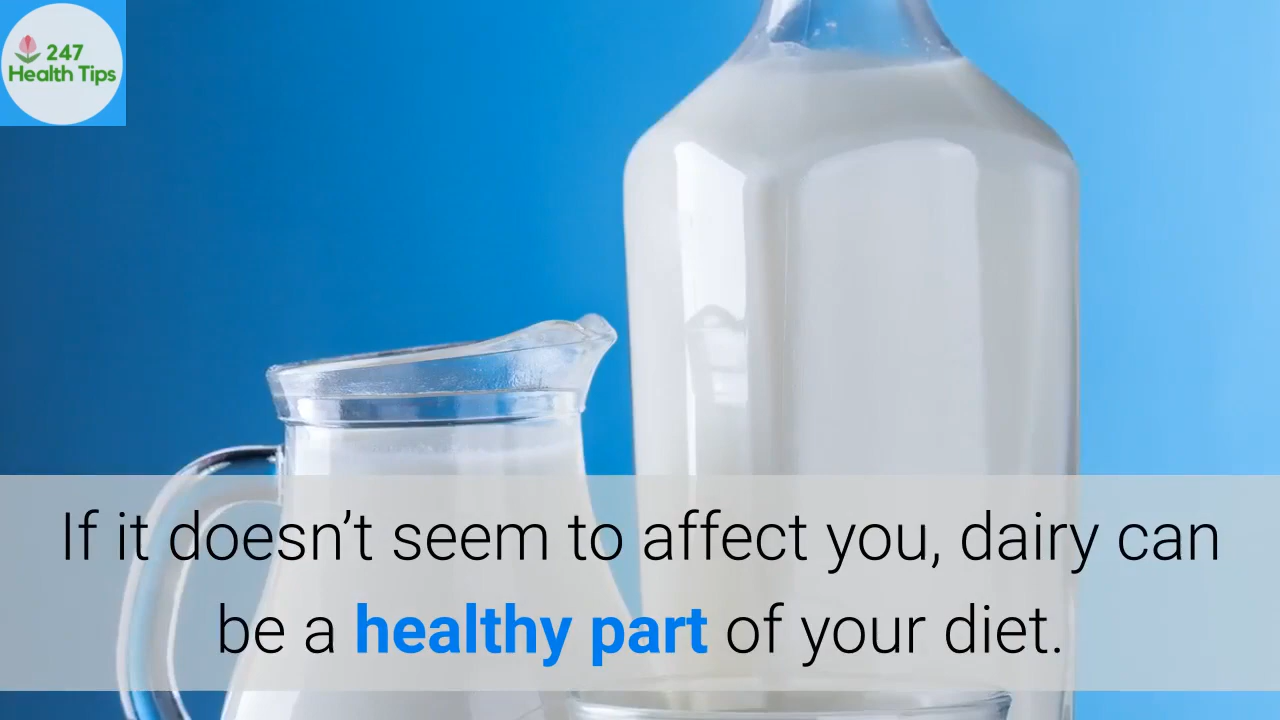 247
Health Tips
If it doesn’t seem to affect you, dairy can
be a healthy part of your diet.